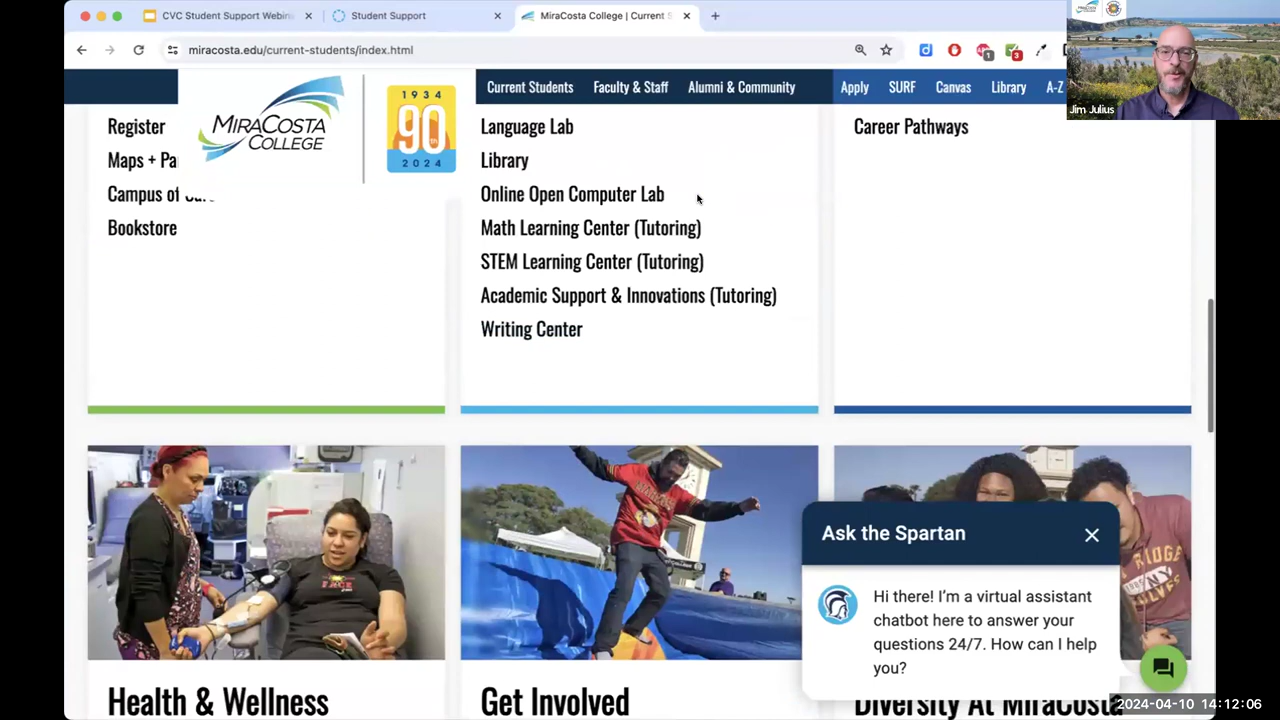 CVC Student Support Webin
Student Support
MiraCosta College | Current S
miracosta.edu/current-students/index.html
1
3
Jim Julius
MIRACOSTA
COLLEGE
1934
90
2024
Current Students
Faculty & Staff
Alumni & Community
Apply
SURF
Canvas
Library
A-Z
Register
Maps + Pa
Campus of
Bookstore
Language Lab
Library
Online Open Computer Lab
Math Learning Center (Tutoring)
STEM Learning Center (Tutoring)
Academic Support & Innovations (Tutoring)
Writing Center
Career Pathways
Ask the Spartan
Hi there! I'm a virtual assistant
chatbot here to answer your
questions 24/7. How can I help
you?
Health & Wellness
Get Involved
Diversity At MiraCosta
2024-04-10 14:12:06